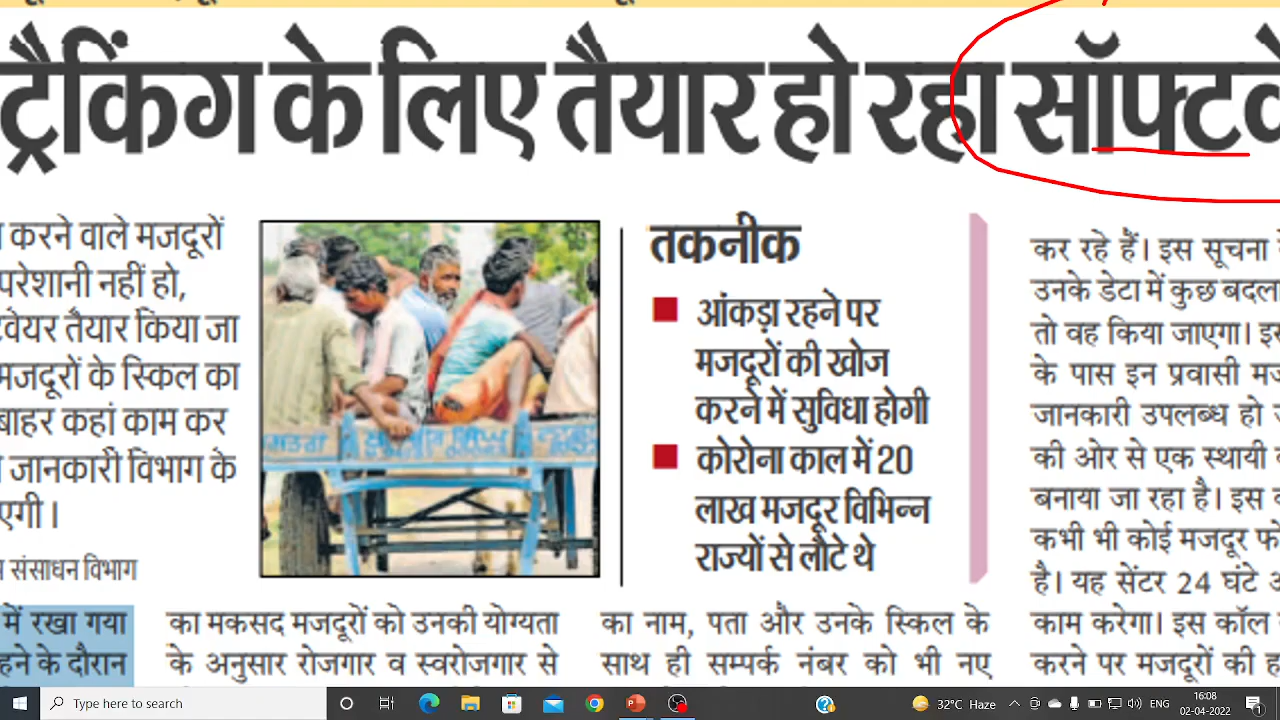 ट्रैकिंग के लिए तैयार हो रहा सॉफ्टवे
करने वाले मजदूरों
परेशानी नहीं हो,
वेयर तैयार किया जा
मजदूरों के स्किल का
बाहर कहां काम कर
जानकारी विभाग के
एगी।
संसाधन विभाग
में रखा गया
हने के दौरान
तकनीक
आंकड़ा रहने पर
मजदूरों की खोज
करने में सुविधा होगी
कोरोना काल में 20
लाख मजदूर विभिन्न
राज्यों से लौटे थे
का मकसद मजदूरों को उनकी योग्यता
के अनुसार रोजगार व स्वरोजगार से
का नाम, पता और उनके स्किल के
साथ ही सम्पर्क नंबर को भी नए
कर रहे हैं। इस सूचना
उनके डेटा में कुछ बदला
तो वह किया जाएगा।
के पास इन प्रवासी
जानकारी उपलब्ध हो
की ओर से एक स्थायी
बनाया जा रहा है। इस
कभी भी कोई मजदूर
है। यह सेंटर 24 घंटे
काम करेगा। इस कॉल
करने पर मजदूरों की
Type here to search
32°C Haze
ENG
16:08
02-04-2022